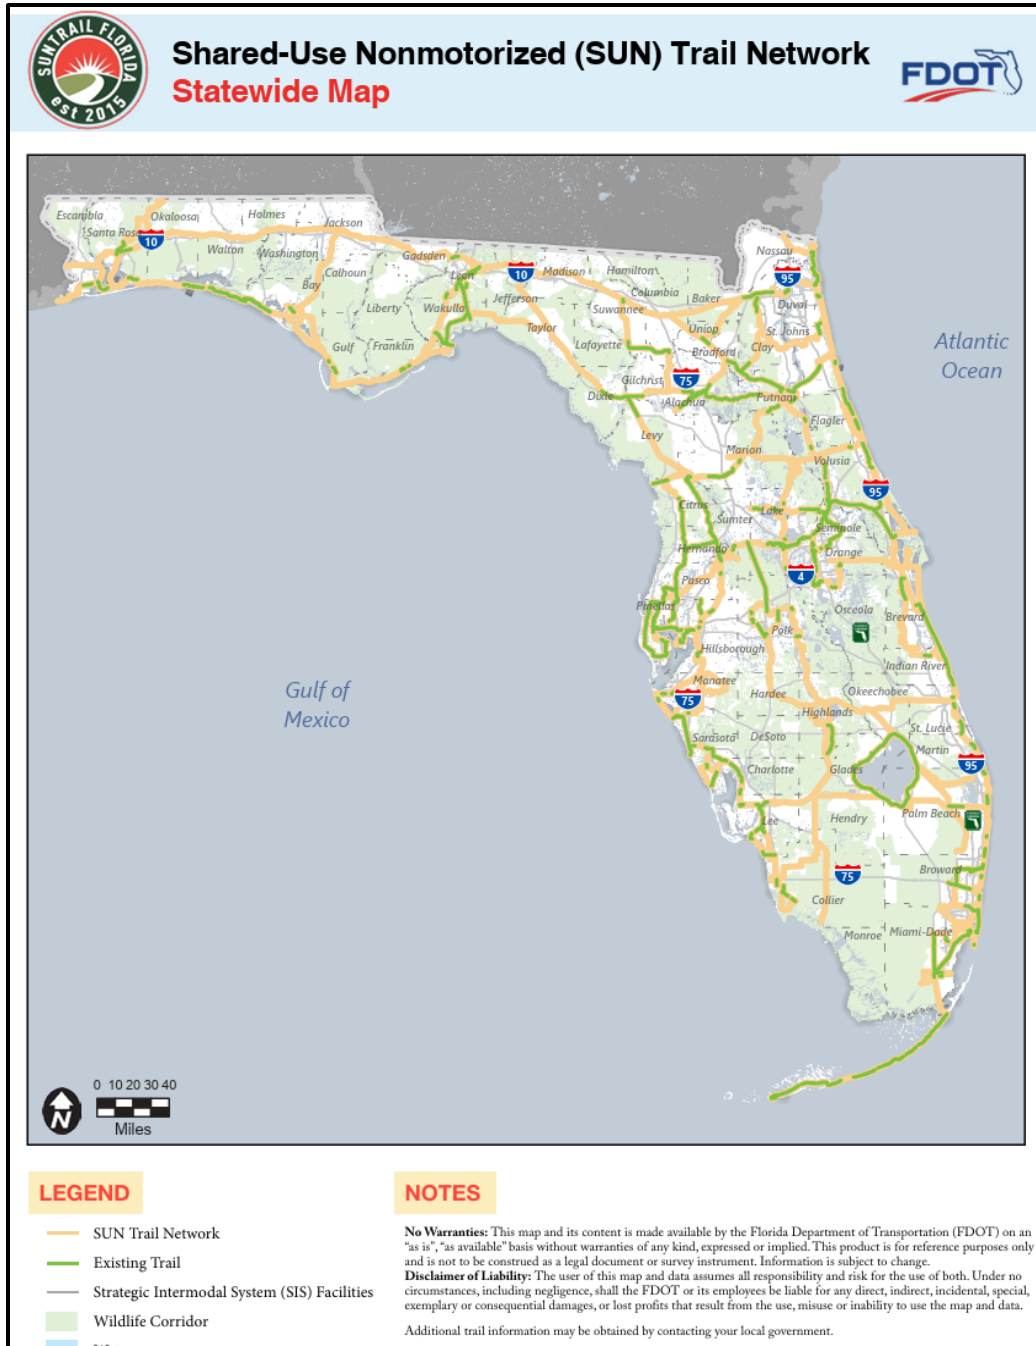 SUNTRAIL FLORIDA
est 2015
Shared-Use Nonmotorized (SUN) Trail Network
Statewide Map
FDOT
Escambia
Okaloosa
Holmes
Jackson
Santa Rosa
10
Walton
Washington
Gadsden
Leon
10
Madison
Hamilton
Nassau
95
Calhoun
Bay
Liberty
Wakulla
Jefferson
Columbia
Suwannee
Baker
Duval
Taylor
Gulf
Franklin
Lafayette
Union
Bradford
Clay
St. Johns
Atlantic
Ocean
Gilchrist
75
Dixie
Alachua
Putnam
Flagler
Levy
Marion
Volusia
95
Citrus
Sumter
Lake
Seminole
Hernando
Orange
4
Pasco
Pinellas
Osceola
Brevard
Polk
Hillsborough
Indian River
Gulf of
Mexico
Manatee
75
Hardee
Okeechobee
Highlands
St. Lucie
Sarasota
DeSoto
Martin
95
Charlotte
Glades
Lee
Hendry
Palm Beach
75
Broward
Collier
Monroe
Miami-Dade
N
0 10 20 30 40
Miles
LEGEND
SUN Trail Network
Existing Trail
Strategic Intermodal System (SIS) Facilities
Wildlife Corridor
NOTES
No Warranties: This map and its content is made available by the Florida Department of Transportation (FDOT) on an
"as is", "as available" basis without warranties of any kind, expressed or implied. This product is for reference purposes only
and is not to be construed as a legal document or survey instrument. Information is subject to change.
Disclaimer of Liability: The user of this map and data assumes all responsibility and risk for the use of both. Under no
circumstances, including negligence, shall the FDOT or its employees be liable for any direct, indirect, incidental, special,
exemplary or consequential damages, or lost profits that result from the use, misuse or inability to use the map and data.
Additional trail information may be obtained by contacting your local government.